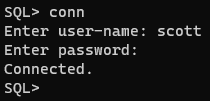 SQL> conn
Enter user-name: scott
Enter password:
Connected.
SQL>